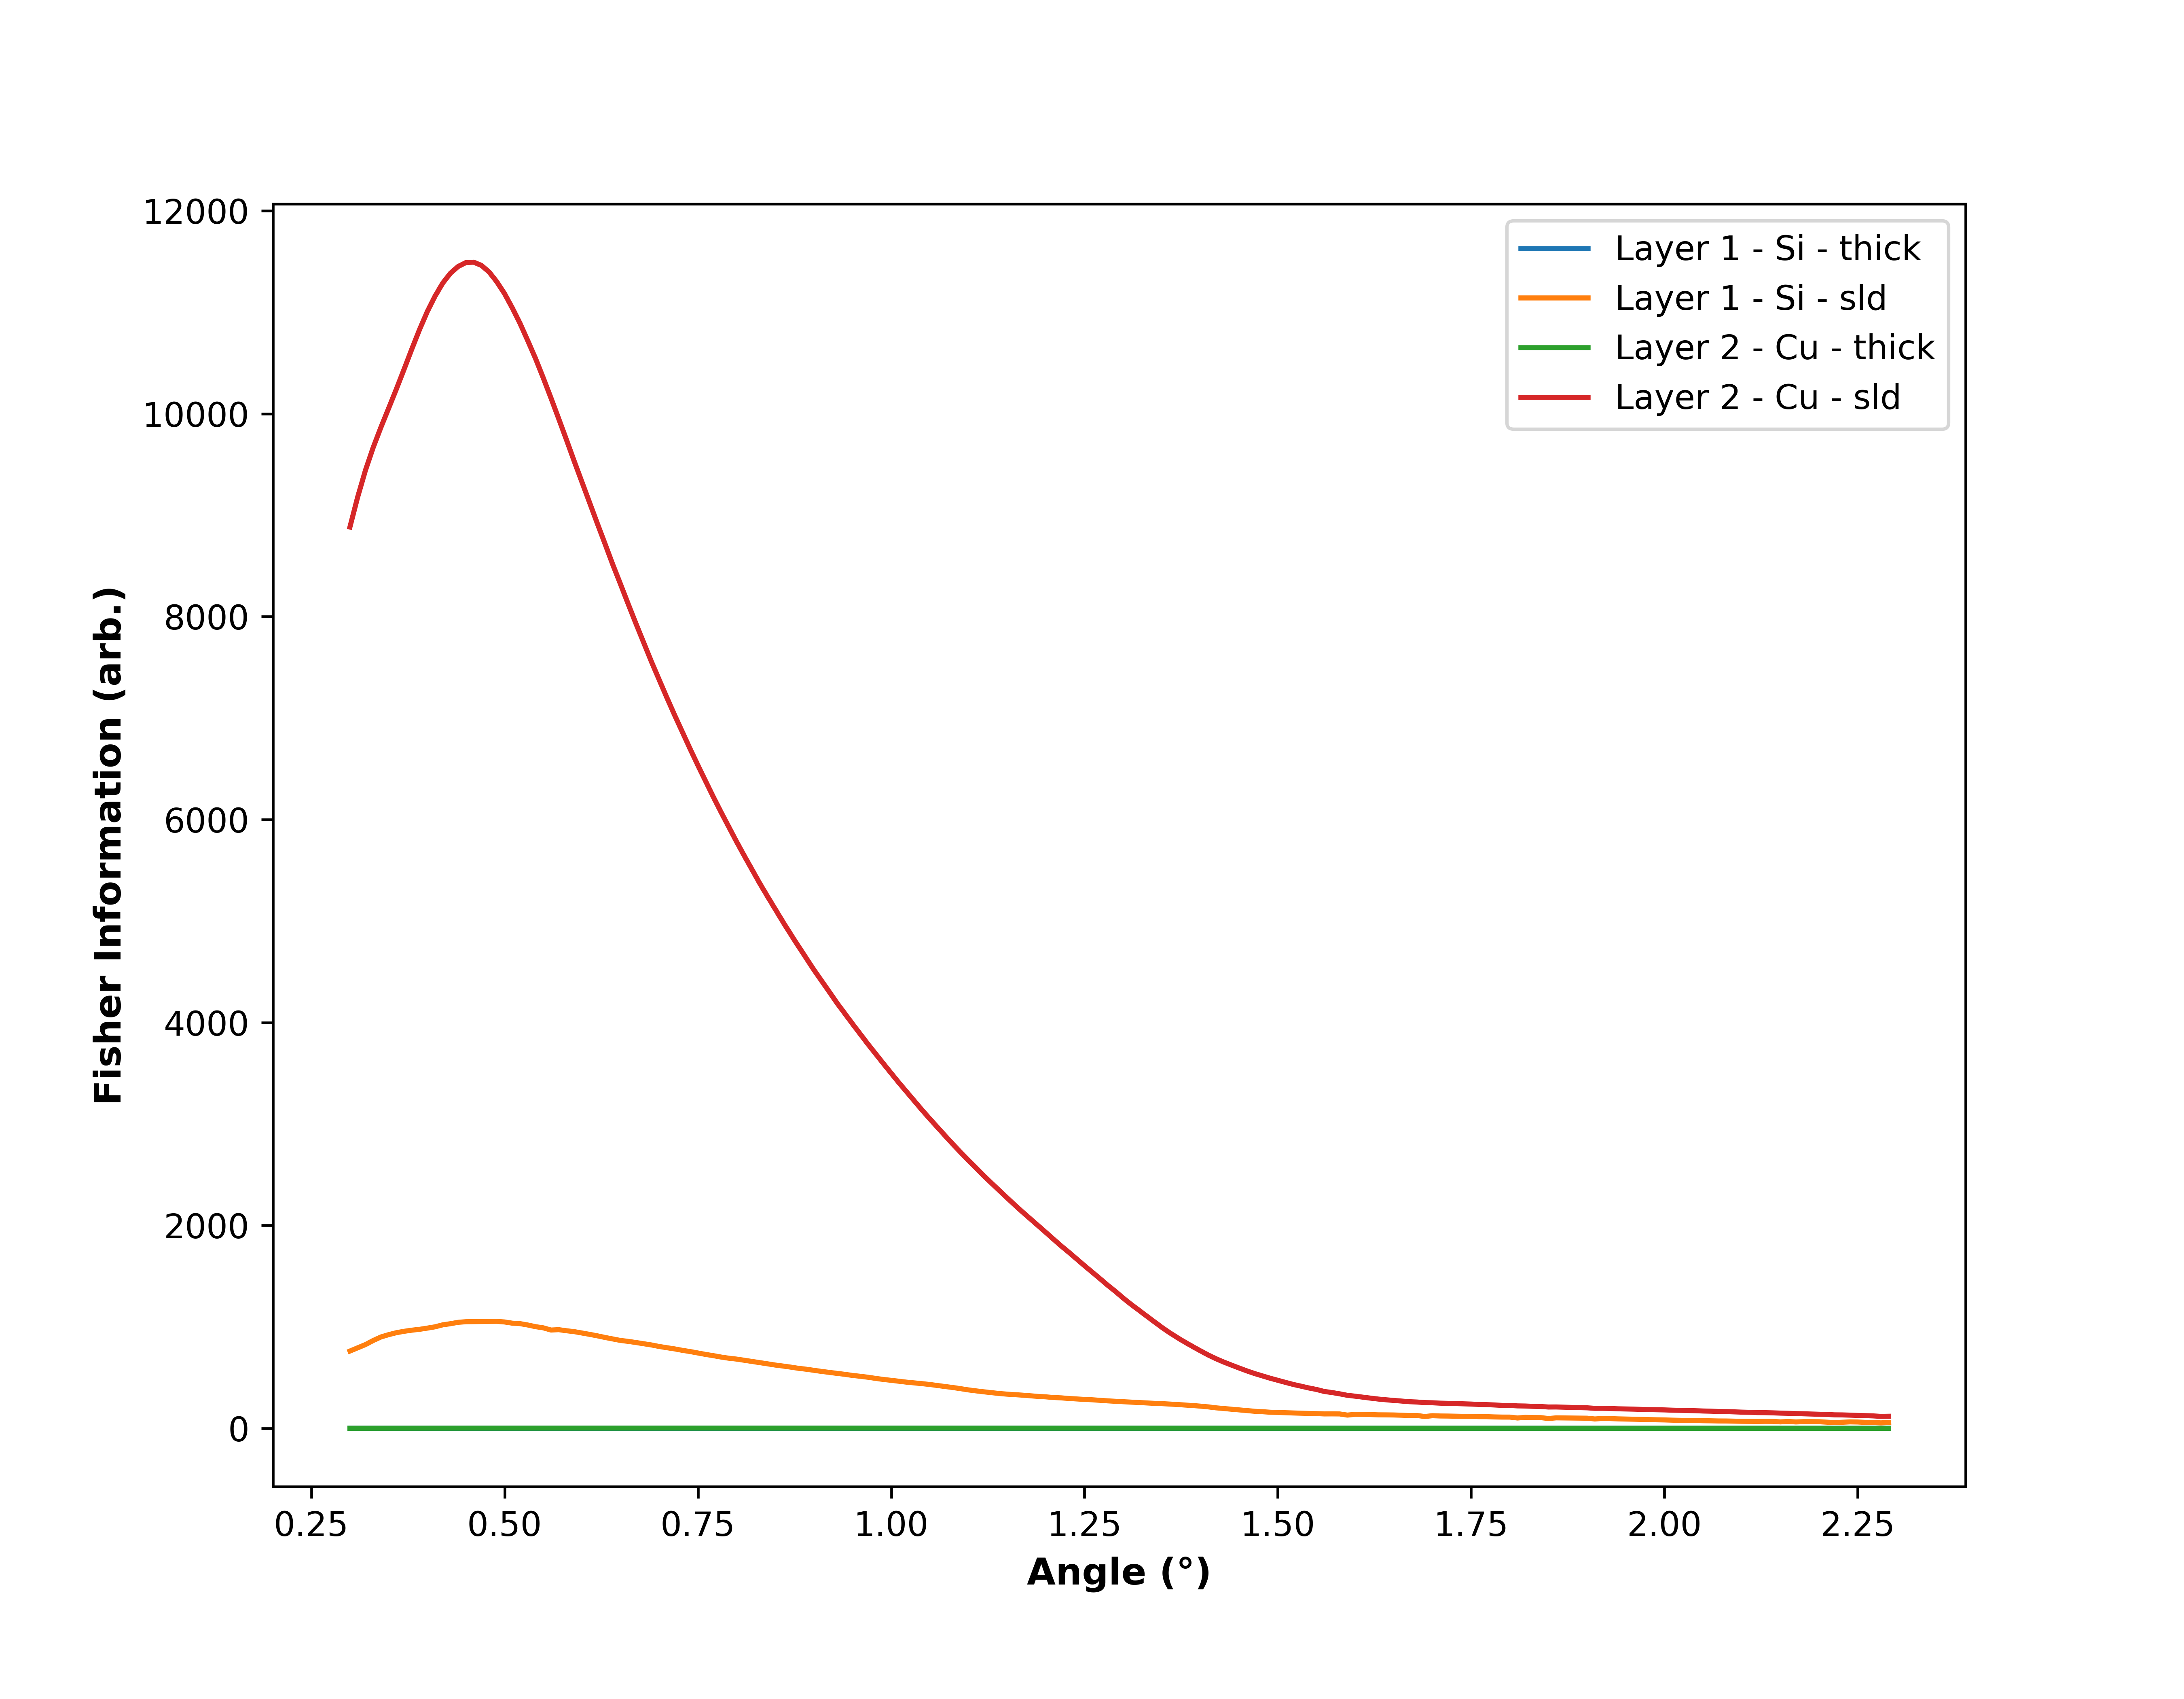 12000
10000
8000
6000
4000
2000
0
Fisher Information (arb.)
Layer 1 - Si - thick
Layer 1 - Si - sld
Layer 2 - Cu - thick
Layer 2 - Cu - sld
0.25 0.50 0.75 1.00 1.25 1.50 1.75 2.00 2.25
Angle (°)